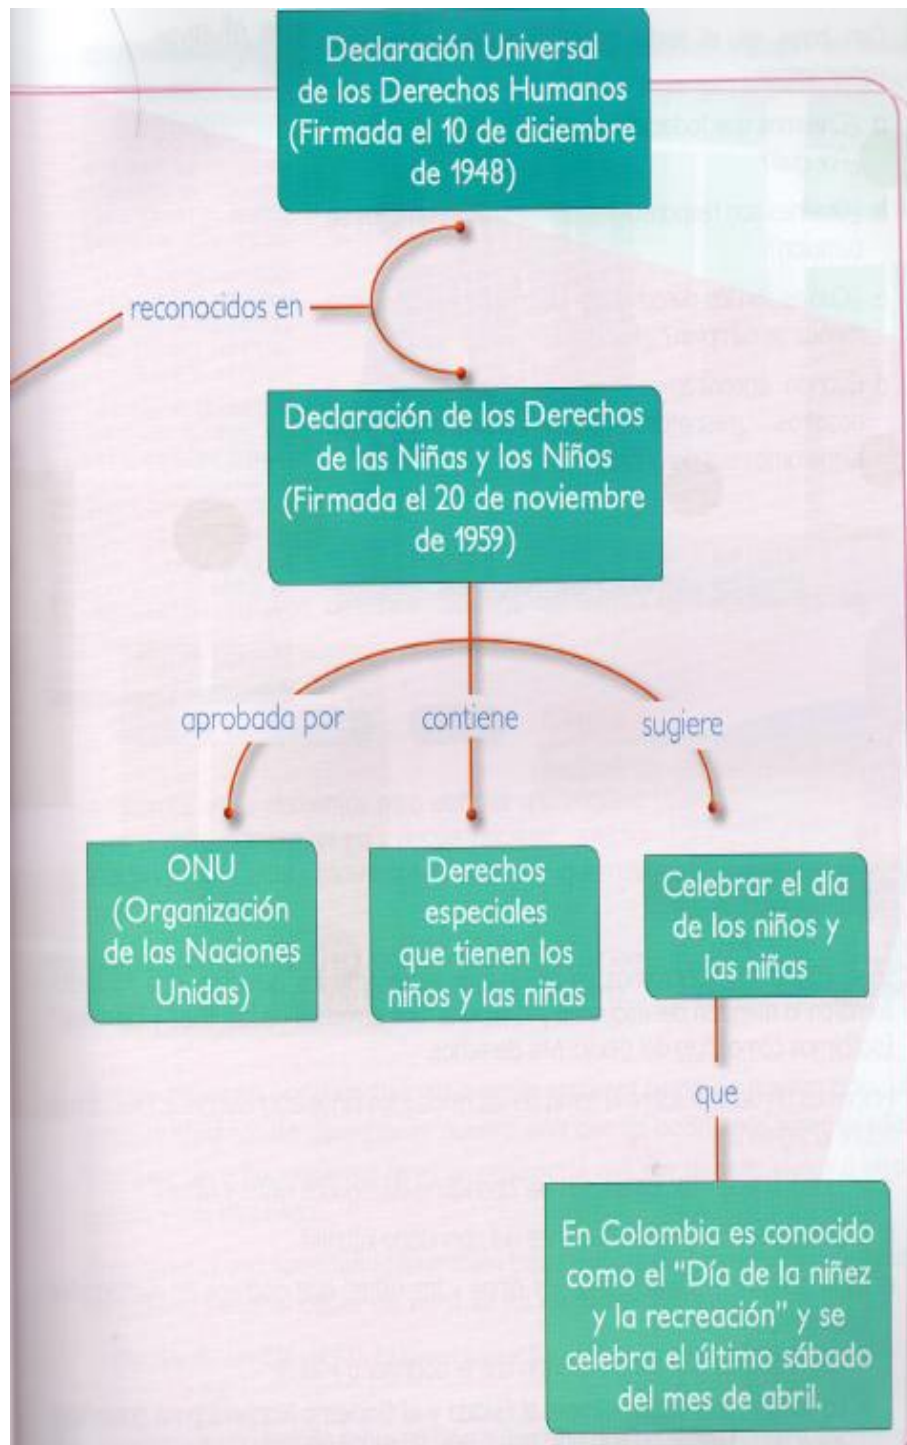 Declaración Universal
de los Derechos Humanos
(Firmada el 10 de diciembre
de 1948)
reconocidos en
Declaración de los Derechos
de las Niñas y los Niños
(Firmada el 20 de noviembre
de 1959)
aprobada por
contiene
sugiere
ONU
(Organización
de las Naciones
Unidas)
Derechos
especiales
que tienen los
niños y las niñas
Celebrar el día
de los niños y
las niñas
que
En Colombia es conocido
como el "Día de la niñez
y la recreación" y se
celebra el último sábado
del mes de abril.